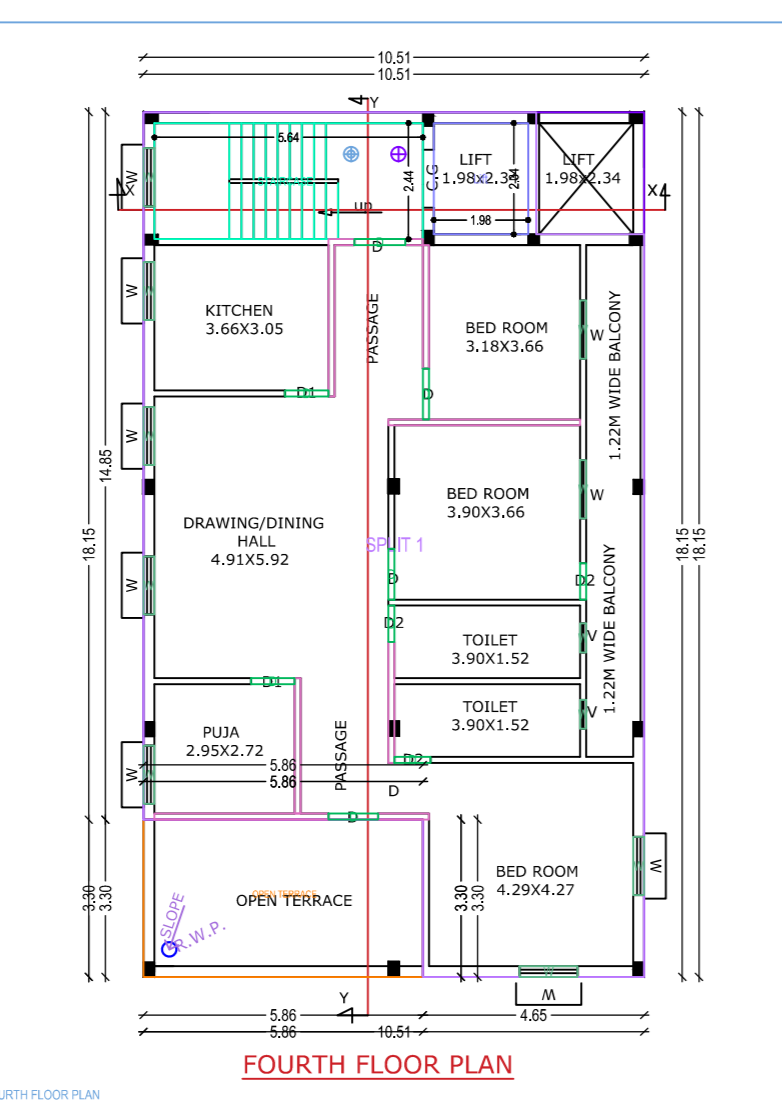 10.51
10.51
Y
5.64
LIFT
1.98X2.34
2.34
LIFT
1.98X2.34
2.44
C.G
W
X
X
up
1.98
D
W
KITCHEN
3.66X3.05
PASSAGE
BED ROOM
3.18X3.66
W
1.22M WIDE BALCONY
D1
D
W
14.85
18.15
BED ROOM
3.90X3.66
W
DRAWING/DINING
HALL
4.91X5.92
SPLIT 1
18.15
18.15
W
D
D2
D2
TOILET
3.90X1.52
V
1.22M WIDE BALCONY
D1
TOILET
3.90X1.52
V
PUJA
2.95X2.72
PASSAGE
D2
W
5.86
5.86
D
D
BED ROOM
4.29X4.27
W
3.30
3.30
3.30
3.30
OPEN TERRACE
OPEN TERRACE
SLOPE
R.W.P.
W
Y
5.86
4.65
5.86
10.51
FOURTH FLOOR PLAN
URTH FLOOR PLAN